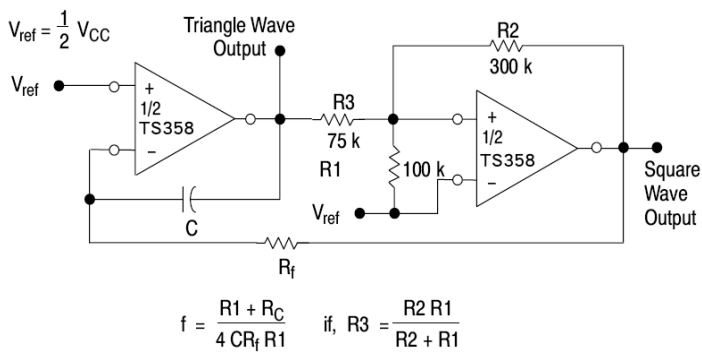 Vref = 1/2 VCC
Triangle Wave
Output
Vref
+
1/2
TS358
−
C
Rf
R3
75 k
R1
100 k
Vref
R2
300 k
+
1/2
TS358
−
Square
Wave
Output
f = R1 + RC / 4 CRf R1 if, R3 = R2 R1 / R2 + R1